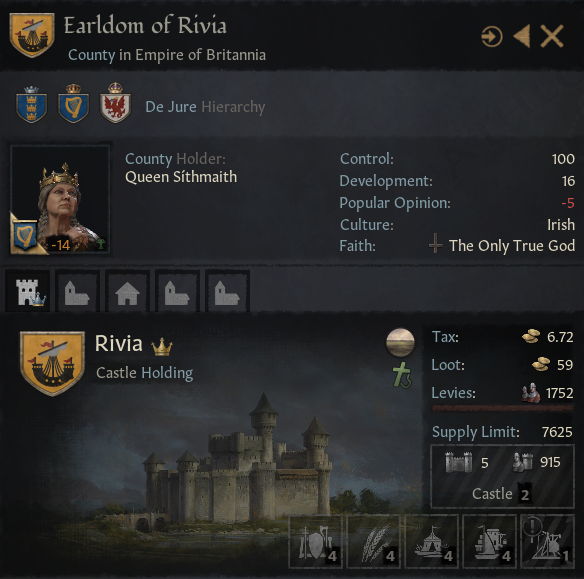 Earldom of Rivia
County in Empire of Britannia
De Jure Hierarchy
County Holder:
Queen Síthmaith
-14
Control: 100
Development: 16
Popular Opinion: -5
Culture: Irish
Faith: The Only True God
Rivia
Castle Holding
Tax: 6.72
Loot: 59
Levies: 1752
Supply Limit: 7625
5 915
Castle 2
4 4 4 4 1